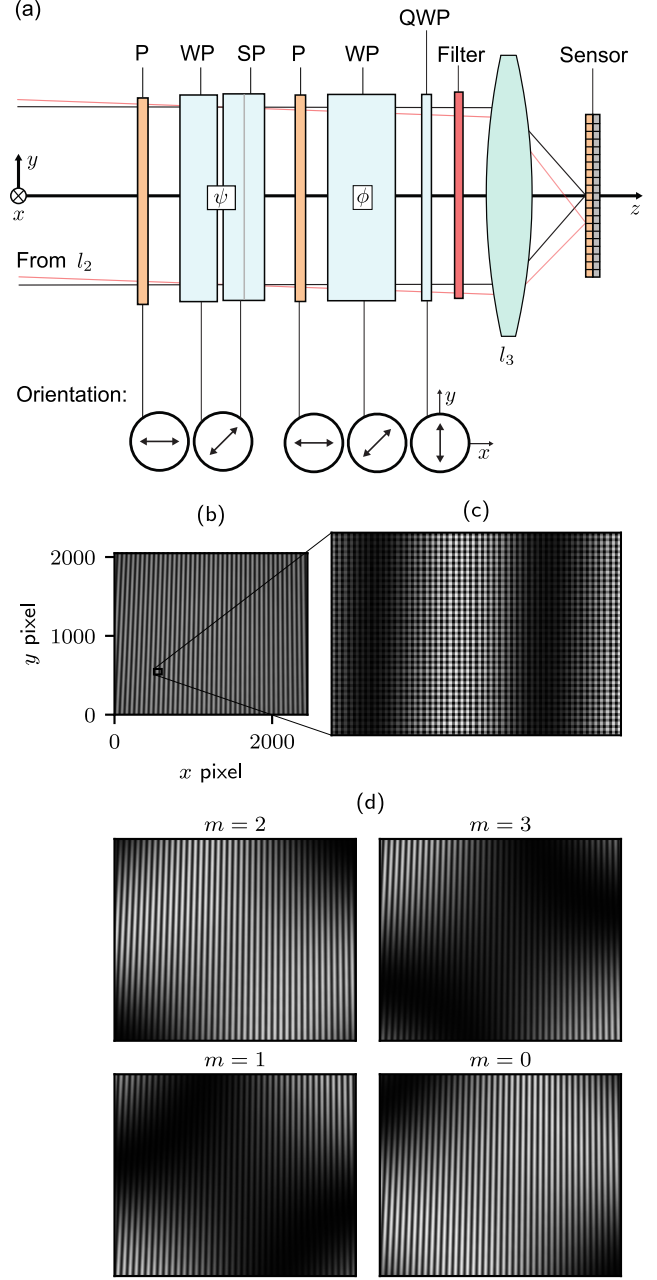 (a)
QWP
P WP SP P WP Filter Sensor
y
ψ ϕ
x z
From l₂
l₃
Orientation:
y
x
(b) (c)
2000
1000
0
y pixel
0 2000
x pixel
(d)
m = 2 m = 3
m = 1 m = 0